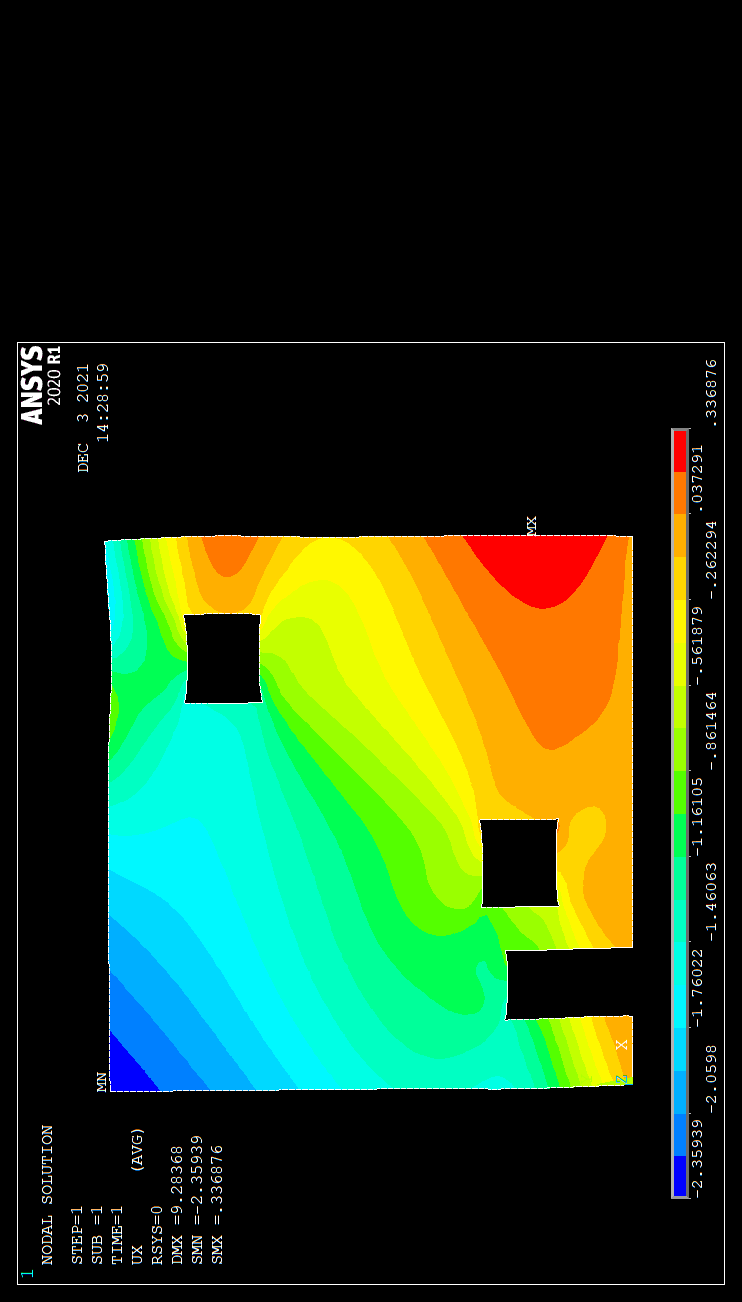 1
NODAL SOLUTION
STEP=1
SUB =1
TIME=1
UX (AVG)
RSYS=0
DMX =9.28368
SMN =-2.35939
SMX =.336876
ANSYS
2020 R1
DEC 3 2021
14:28:59
MN
MX
Z X
-2.35939
-2.0598
-1.76022
-1.46063
-1.16105
-.861464
-.561879
-.262294
.037291
.336876